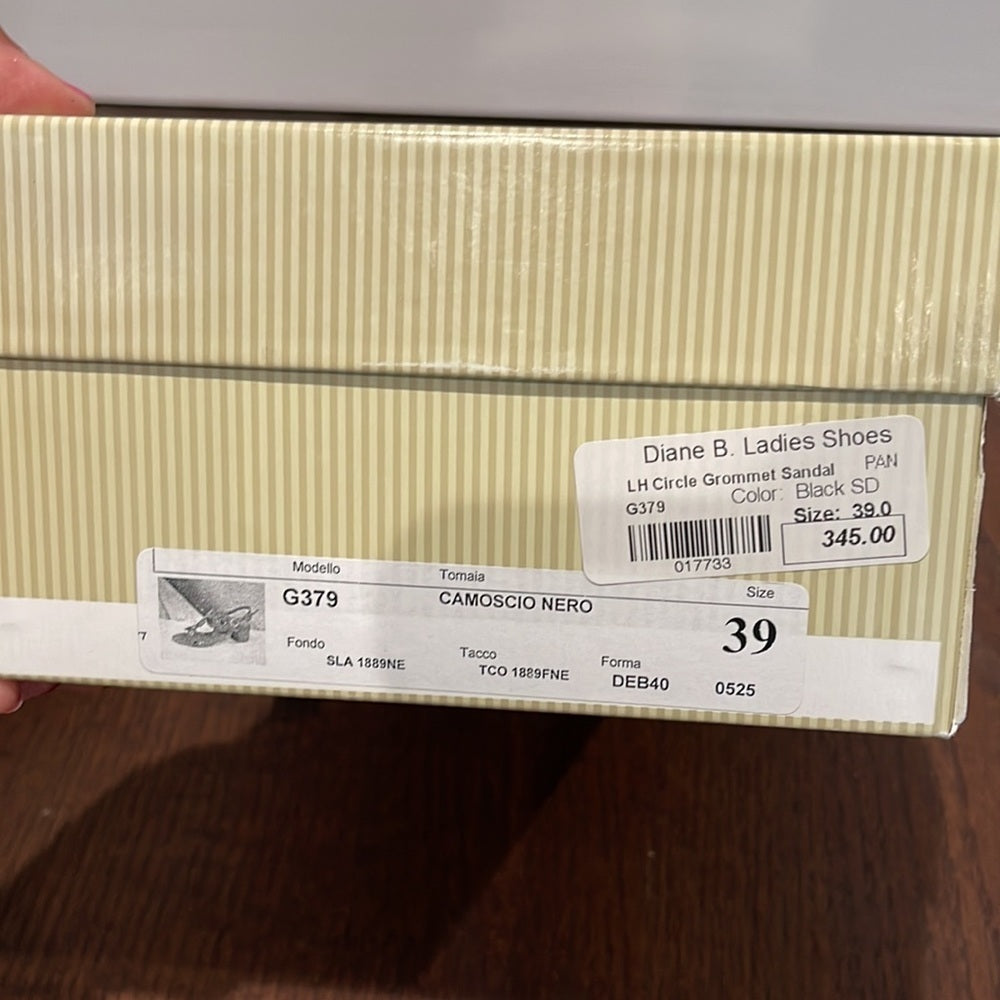 Diane B. Ladies Shoes
LH Circle Grommet Sandal PAN
G379 Color: Black SD
Size: 39.0
345.00
017733
Modello Tomaia Size
G379 CAMOSCIO NERO 39
Fondo Tacco Forma
SLA 1889NE TCO 1889FNE DEB40 0525
7